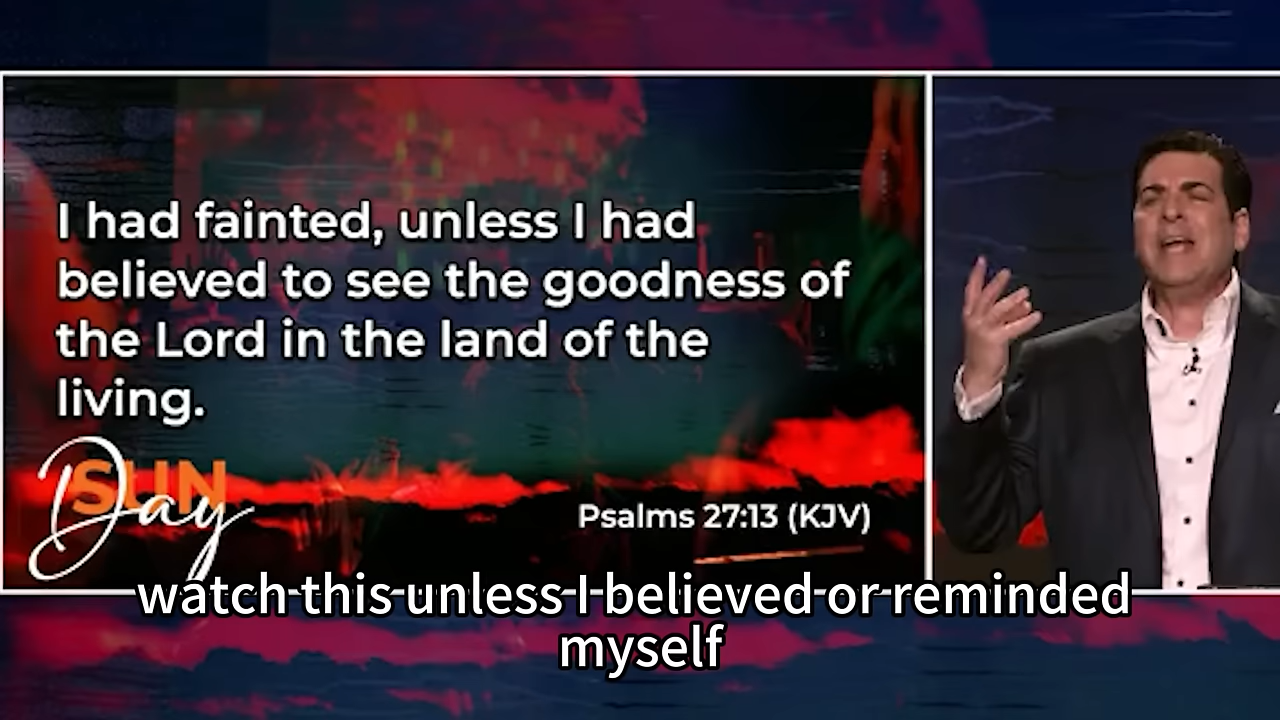 I had fainted, unless I had
believed to see the goodness of
the Lord in the land of the
living.
SUN
Day
Psalms 27:13 (KJV)
watch this unless I believed or reminded
myself